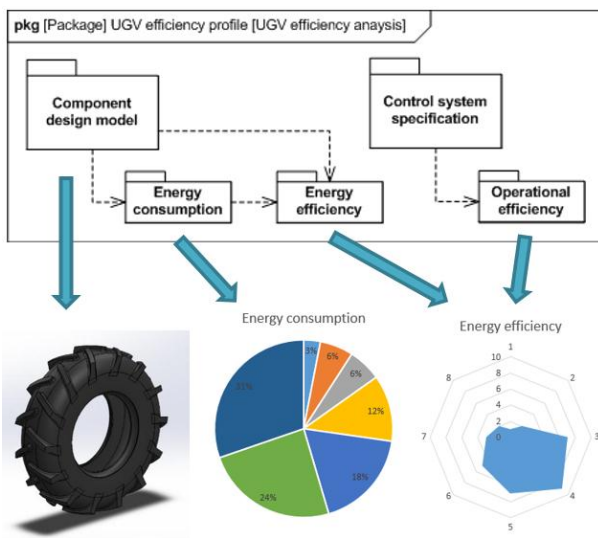 pkg [Package] UGV efficiency profile [UGV efficiency anaysis]
Component
design model
Control system
specification
Energy
consumption
Energy
efficiency
Operational
efficiency
Energy consumption
3%
6%
6%
12%
18%
24%
Energy efficiency
1
2
3
4
5
6
7
8
10
8
6
4
2
0